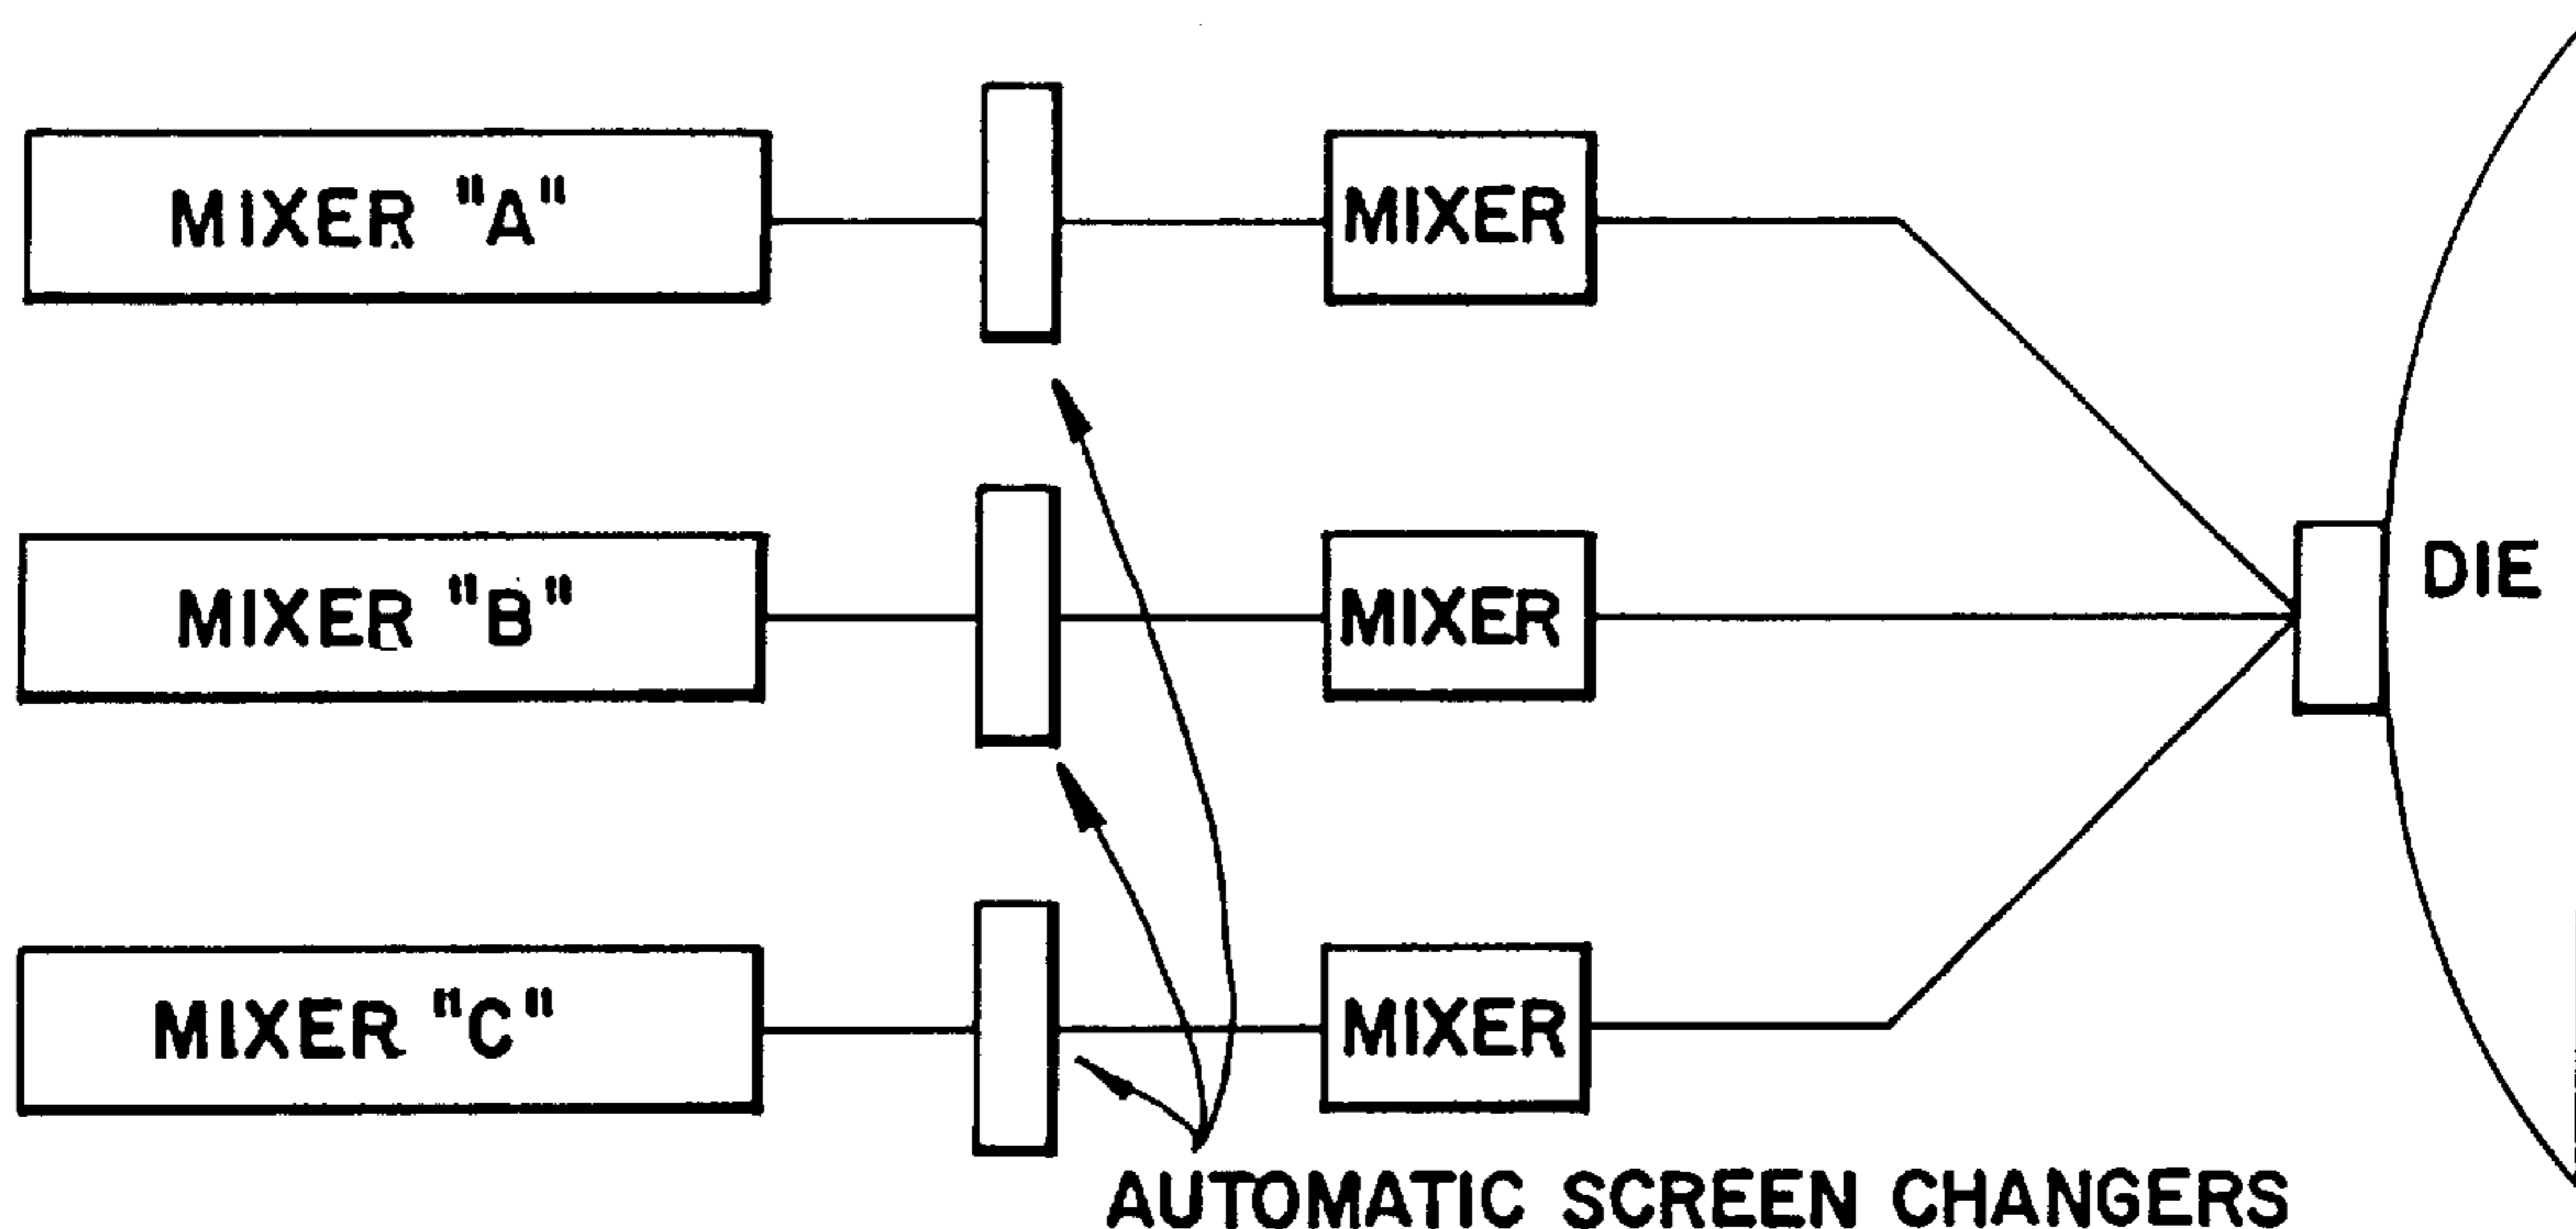 MIXER "A"
MIXER
MIXER "B"
MIXER
DIE
MIXER "C"
MIXER
AUTOMATIC SCREEN CHANGERS